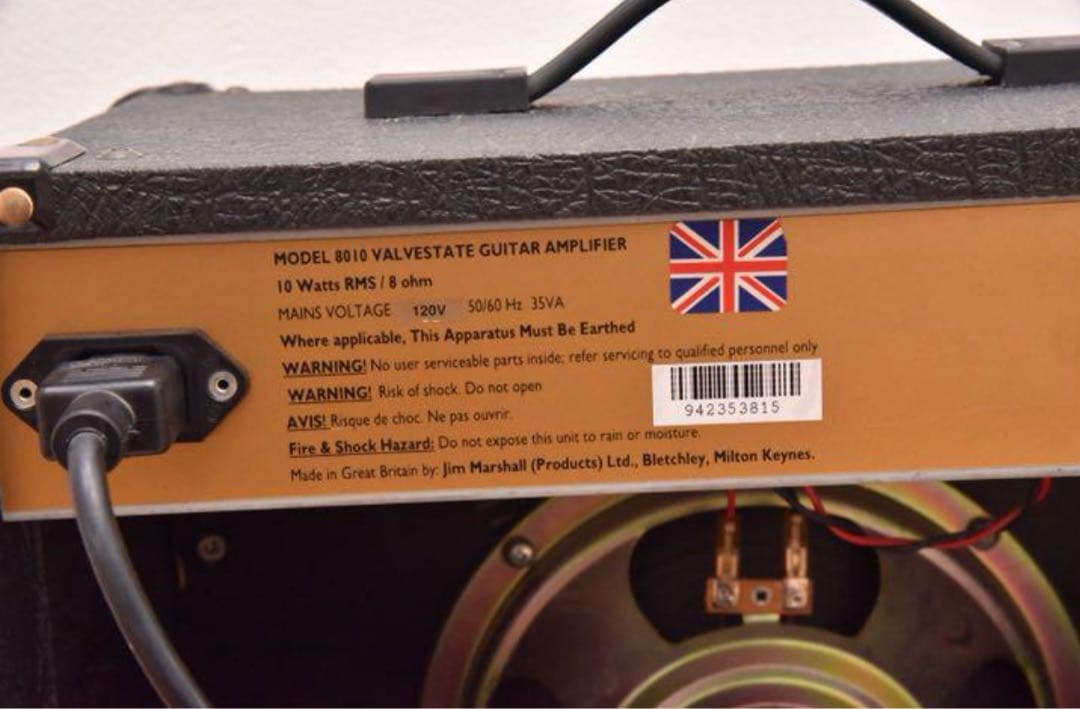 MODEL 8010 VALVESTATE GUITAR AMPLIFIER
10 Watts RMS / 8 ohm
MAINS VOLTAGE 120V 50/60 Hz 35VA
Where applicable, This Apparatus Must Be Earthed
WARNING! No user serviceable parts inside; refer servicing to qualified personnel only
WARNING! Risk of shock. Do not open
AVIS! Risque de choc. Ne pas ouvrir.
942353815
Fire & Shock Hazard: Do not expose this unit to rain or moisture.
Made in Great Britain by: Jim Marshall (Products) Ltd., Bletchley, Milton Keynes.